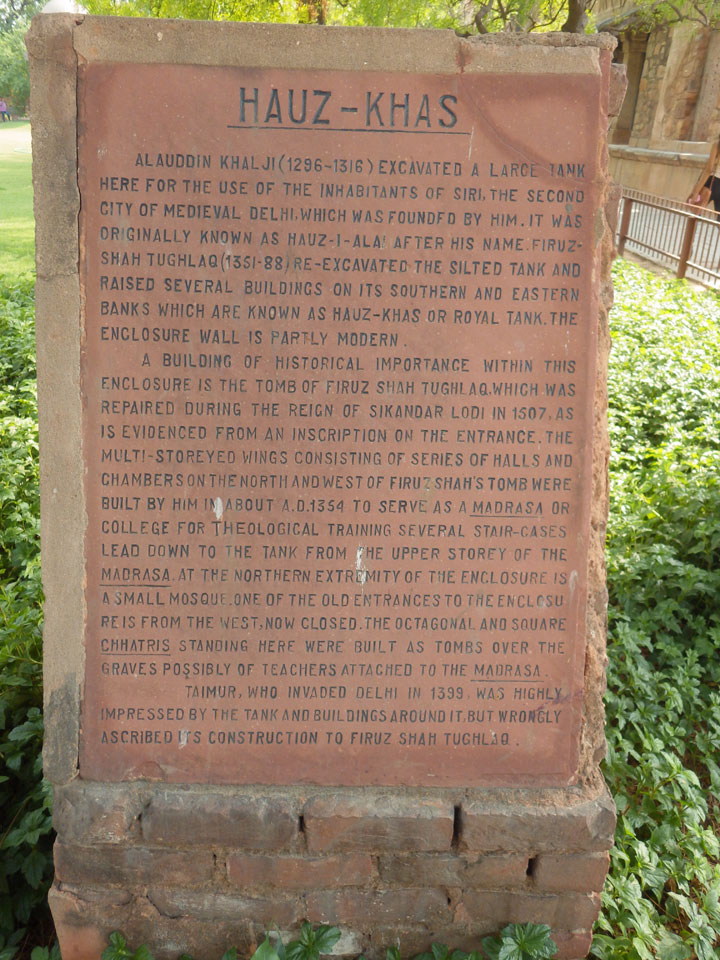 HAUZ-KHAS
ALAUDDIN KHALJI (1296-1316) EXCAVATED A LARGE TANK
HERE FOR THE USE OF THE INHABITANTS OF SIRI, THE SECOND
CITY OF MEDIEVAL DELHI, WHICH WAS FOUNDED BY HIM. IT WAS
ORIGINALLY KNOWN AS HAUZ-I-ALAI AFTER HIS NAME. FIRUZ-
SHAH TUGHLAQ (1351-88) RE-EXCAVATED THE SILTED TANK AND
RAISED SEVERAL BUILDINGS ON ITS SOUTHERN AND EASTERN
BANKS WHICH ARE KNOWN AS HAUZ-KHAS OR ROYAL TANK. THE
ENCLOSURE WALL IS PARTLY MODERN.
A BUILDING OF HISTORICAL IMPORTANCE WITHIN THIS
ENCLOSURE IS THE TOMB OF FIRUZ SHAH TUGHLAQ. WHICH WAS
REPAIRED DURING THE REIGN OF SIKANDAR LODI IN 1507. AS
IS EVIDENCED FROM AN INSCRIPTION ON THE ENTRANCE. THE
MULTI-STOREYED WINGS CONSISTING OF SERIES OF HALLS AND
CHAMBERS ON THE NORTH AND WEST OF FIRUZ SHAH'S TOMB WERE
BUILT BY HIM IN ABOUT A.D.1354 TO SERVE AS A MADRASA OR
COLLEGE FOR THEOLOGICAL TRAINING SEVERAL STAIR-CASES
LEAD DOWN TO THE TANK FROM THE UPPER STOREY OF THE
MADRASA. AT THE NORTHERN EXTREMITY OF THE ENCLOSURE IS
A SMALL MOSQUE. ONE OF THE OLD ENTRANCES TO THE ENCLOSU
RE IS FROM THE WEST, NOW CLOSED. THE OCTAGONAL AND SQUARE
CHHATRIS STANDING HERE WERE BUILT AS TOMBS OVER THE
GRAVES POSSIBLY OF TEACHERS ATTACHED TO THE MADRASA.
TAIMUR, WHO INVADED DELHI IN 1399, WAS HIGHLY
IMPRESSED BY THE TANK AND BUILDINGS AROUND IT, BUT WRONGLY
ASCRIBED ITS CONSTRUCTION TO FIRUZ SHAH TUGHLAQ.